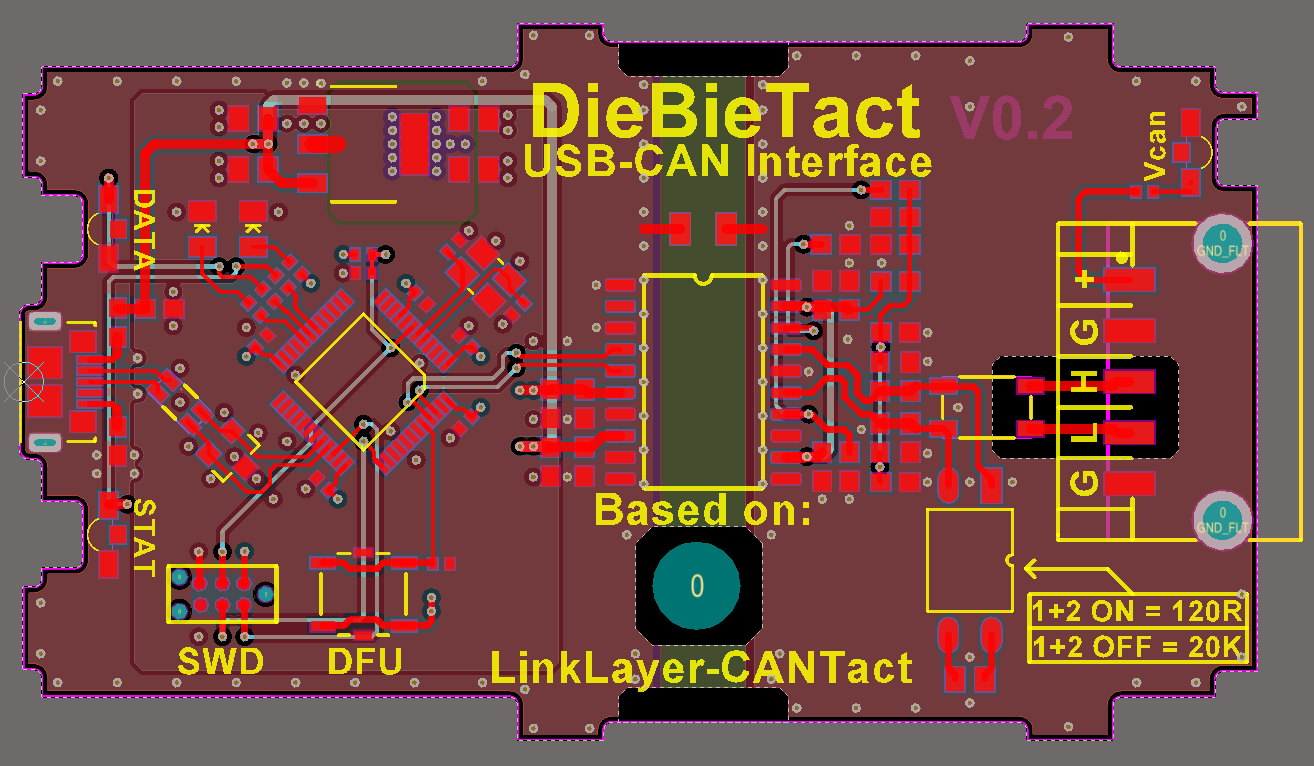 DieBieTact V0.2
USB-CAN Interface
Vcan
DATA
K K
0
GND_FUT
+
G
H
L
G
0
GND_FUT
STAT
Based on:
0
1+2 ON = 120R
1+2 OFF = 20K
SWD DFU
LinkLayer-CANTact